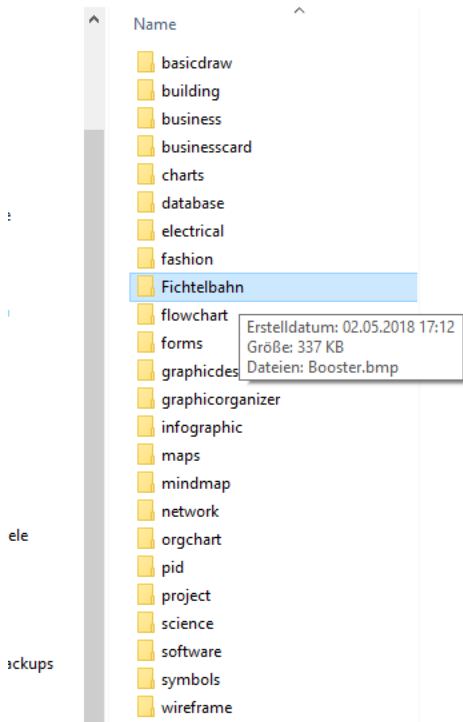 Name
basicdraw
building
business
businesscard
charts
database
electrical
fashion
Fichtelbahn
flowchart
Erstelldatum: 02.05.2018 17:12
forms
Größe: 337 KB
graphicdes
Dateien: Booster.bmp
graphicorganizer
infographic
maps
mindmap
network
ele
orgchart
pid
project
science
software
ackups
symbols
wireframe